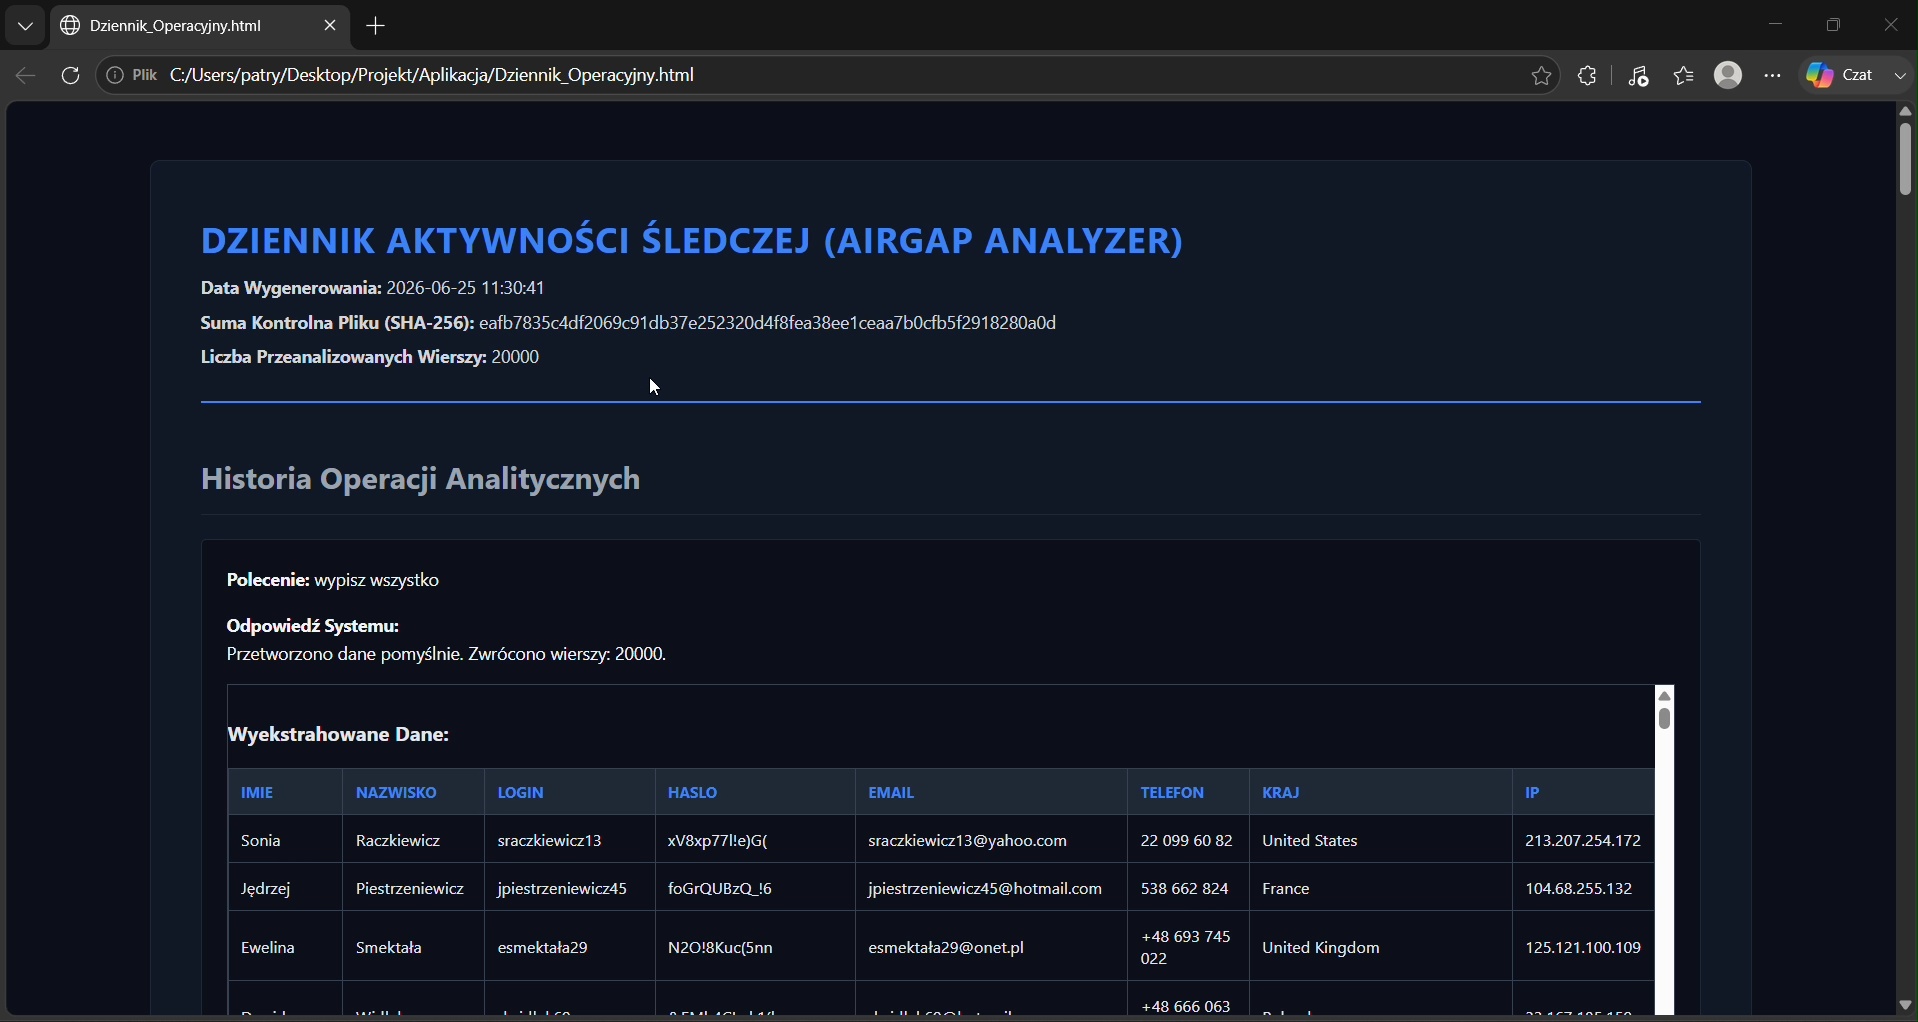 Dziennik_Operacyjny.html
Plik C:/Users/patry/Desktop/Projekt/Aplikacja/Dziennik_Operacyjny.html
Czat
DZIENNIK AKTYWNOŚCI ŚLEDCZEJ (AIRGAP ANALYZER)
Data Wygenerowania: 2026-06-25 11:30:41
Suma Kontrolna Pliku (SHA-256): eafb7835c4df2069c91db37e252320d4f8fea38ee1ceaa7b0cfb5f2918280a0d
Liczba Przeanalizowanych Wierszy: 20000
Historia Operacji Analitycznych
Polecenie: wypisz wszystko
Odpowiedź Systemu:
Przetworzono dane pomyślnie. Zwrócono wierszy: 20000.
Wyekstrahowane Dane:
IMIE NAZWISKO LOGIN HASLO EMAIL TELEFON KRAJ IP
Sonia Raczkiewicz sraczkiewicz13 xV8xp77l!e)G( sraczkiewicz13@yahoo.com 22 099 60 82 United States 213.207.254.172
Jędrzej Piestrzeniewicz jpiestrzeniewicz45 foGrQUBzQ_!6 jpiestrzeniewicz45@hotmail.com 538 662 824 France 104.68.255.132
Ewelina Smektała esmektała29 N2O!8Kuc(5nn esmektała29@onet.pl +48 693 745 022 United Kingdom 125.121.100.109
+48 666 063